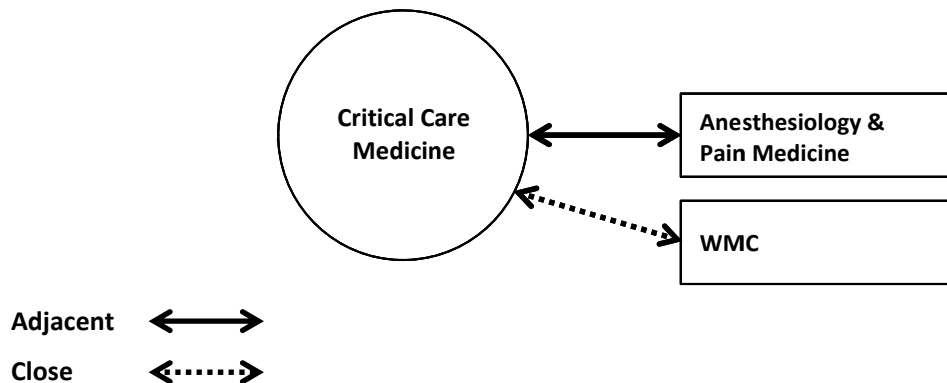 Critical Care
Medicine
Anesthesiology &
Pain Medicine
WMC
Adjacent
Close